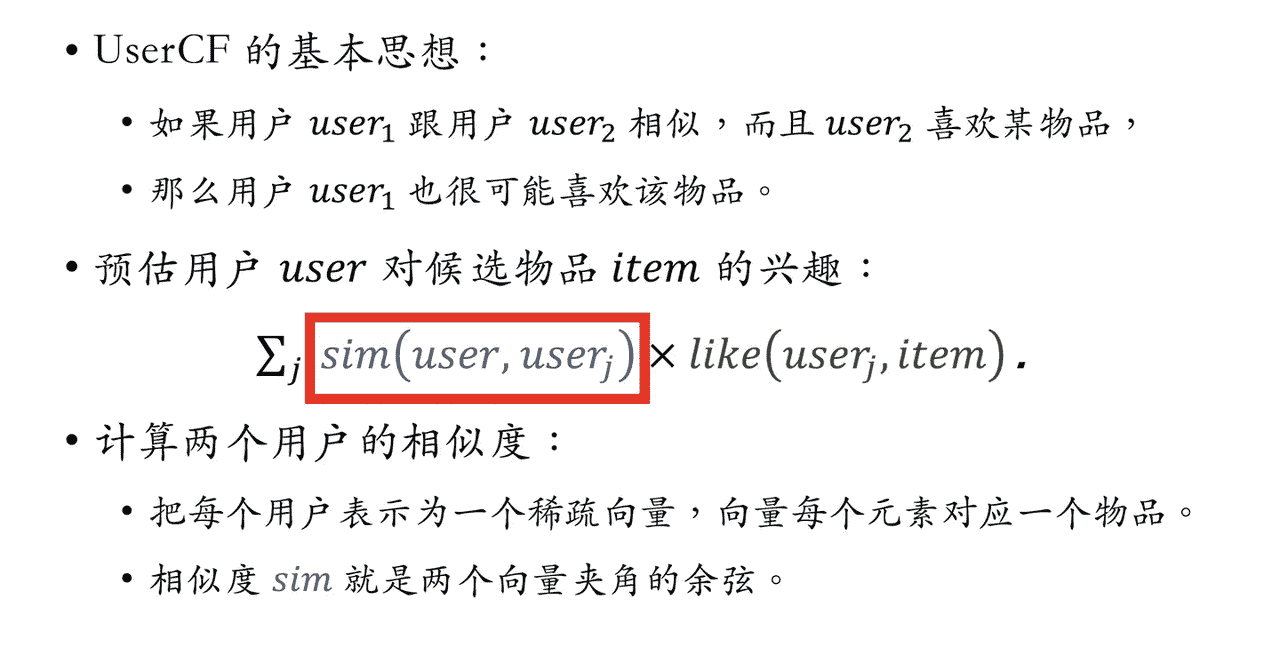 • UserCF 的基本思想：
• 如果用户 user₁ 跟用户 user₂ 相似，而且 user₂ 喜欢某物品，
• 那么用户 user₁ 也很可能喜欢该物品。
• 预估用户 user 对候选物品 item 的兴趣：
∑ⱼ sim(user, userⱼ) × like(userⱼ, item) .
• 计算两个用户的相似度：
• 把每个用户表示为一个稀疏向量，向量每个元素对应一个物品。
• 相似度 sim 就是两个向量夹角的余弦。